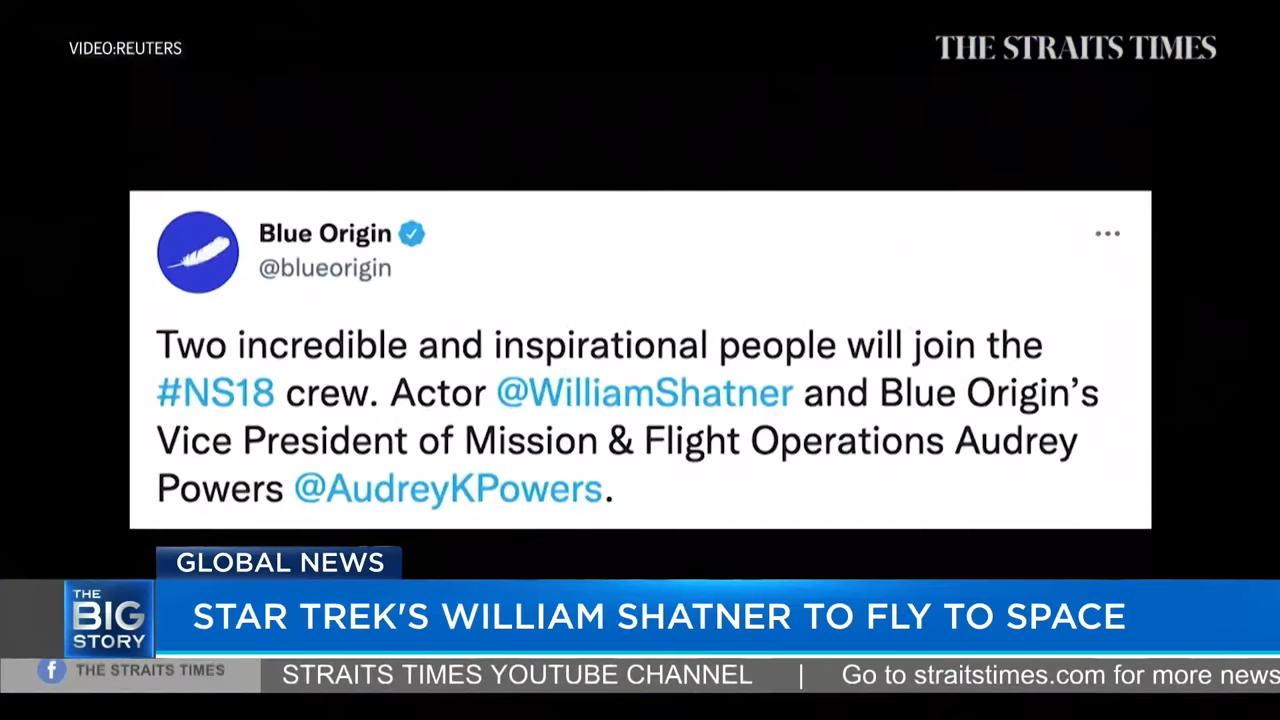 VIDEO:REUTERS
THE STRAITS TIMES
Blue Origin
@blueorigin
Two incredible and inspirational people will join the
#NS18 crew. Actor @WilliamShatner and Blue Origin’s
Vice President of Mission & Flight Operations Audrey
Powers @AudreyKPowers.
GLOBAL NEWS
THE
BIG
STORY
STAR TREK'S WILLIAM SHATNER TO FLY TO SPACE
f THE STRAITS TIMES
STRAITS TIMES YOUTUBE CHANNEL | Go to straitstimes.com for more news